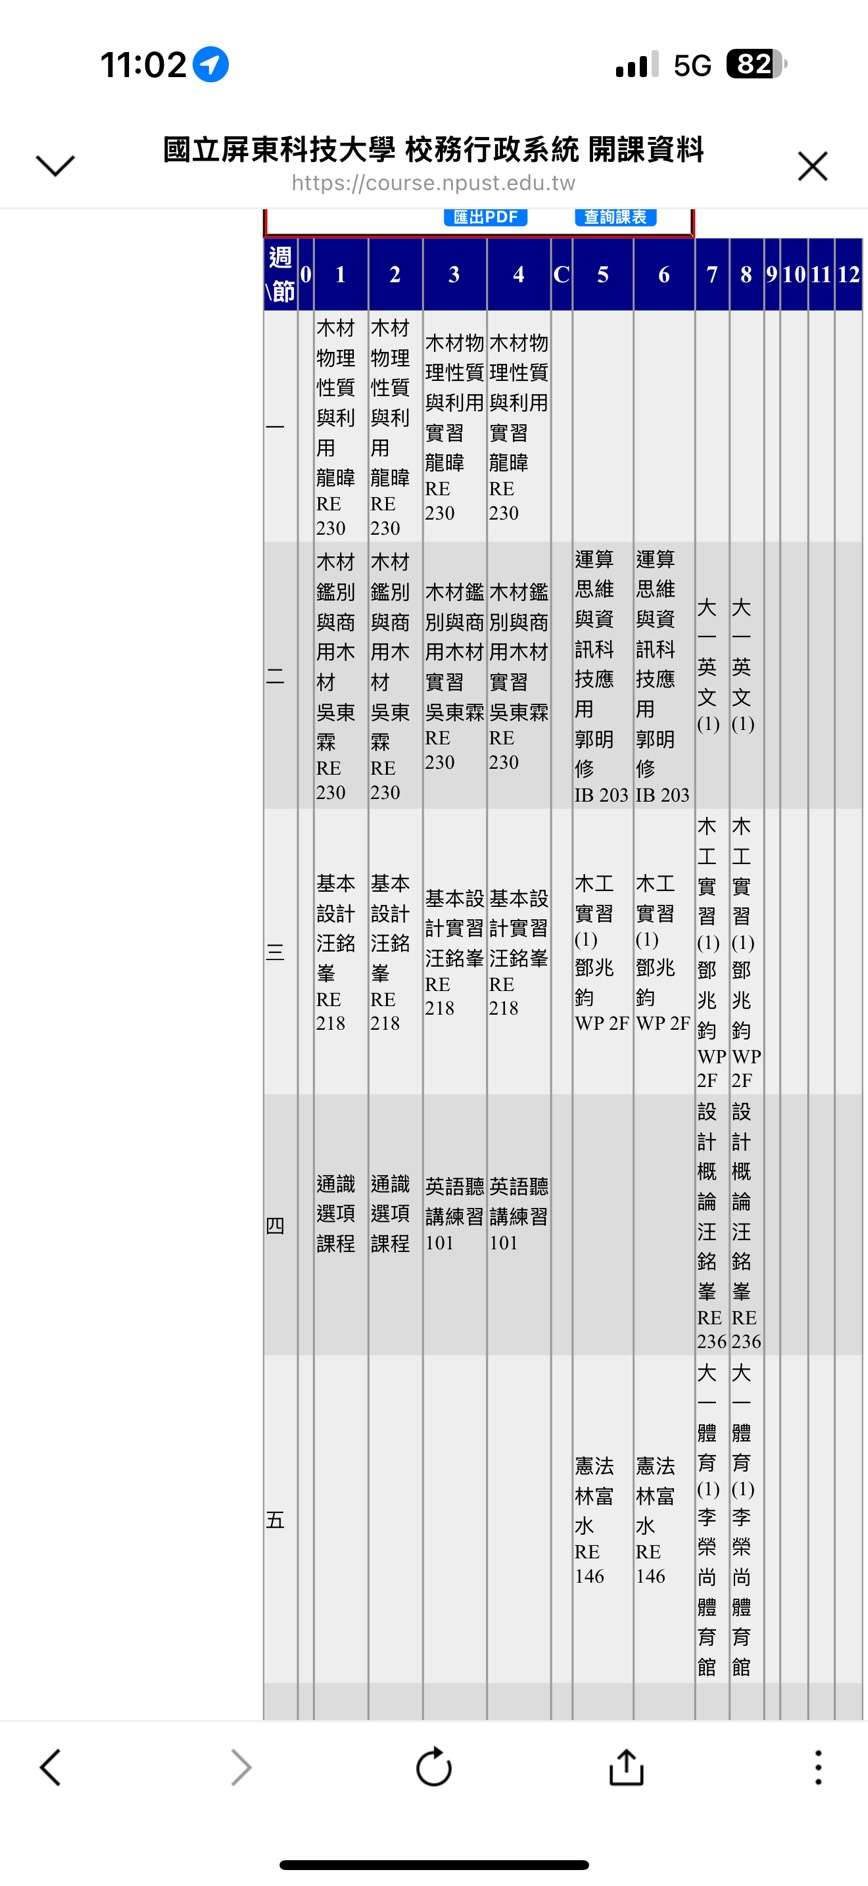 11:02
5G 82
國立屏東科技大學 校務行政系統 開課資料
https://course.npust.edu.tw
匯出PDF 查詢課表
週\節 0 1 2 3 4 C 5 6 7 8 9 10 11 12
一
木材
物理
性質
與利
用
龍暐
RE
230
木材
物理
性質
與利
用
龍暐
RE
230
木材物
理性質
與利用
實習
龍暐
RE
230
木材物
理性質
與利用
實習
龍暐
RE
230
二
木材
鑑別
與商
用木
材
吳東
霖
RE
230
木材
鑑別
與商
用木
材
吳東
霖
RE
230
木材鑑
別與商
用木材
實習
吳東霖
RE
230
木材鑑
別與商
用木材
實習
吳東霖
RE
230
運算
思維
與資
訊科
技應
用
郭明
修
IB 203
運算
思維
與資
訊科
技應
用
郭明
修
IB 203
大
一
英
文
(1)
大
一
英
文
(1)
三
基本
設計
汪銘
峯
RE
218
基本
設計
汪銘
峯
RE
218
基本設
計實習
汪銘峯
RE
218
基本設
計實習
汪銘峯
RE
218
木工
實習
(1)
鄧兆
鈞
WP 2F
木工
實習
(1)
鄧兆
鈞
WP 2F
木
工
實
習
(1)
鄧
兆
鈞
WP
2F
木
工
實
習
(1)
鄧
兆
鈞
WP
2F
四
通識
選項
課程
通識
選項
課程
英語聽
講練習
101
英語聽
講練習
101
設
計
概
論
汪
銘
峯
RE
236
設
計
概
論
汪
銘
峯
RE
236
五
憲法
林富
水
RE
146
憲法
林富
水
RE
146
大
一
體
育
(1)
李
榮
尚
體
育
館
大
一
體
育
(1)
李
榮
尚
體
育
館